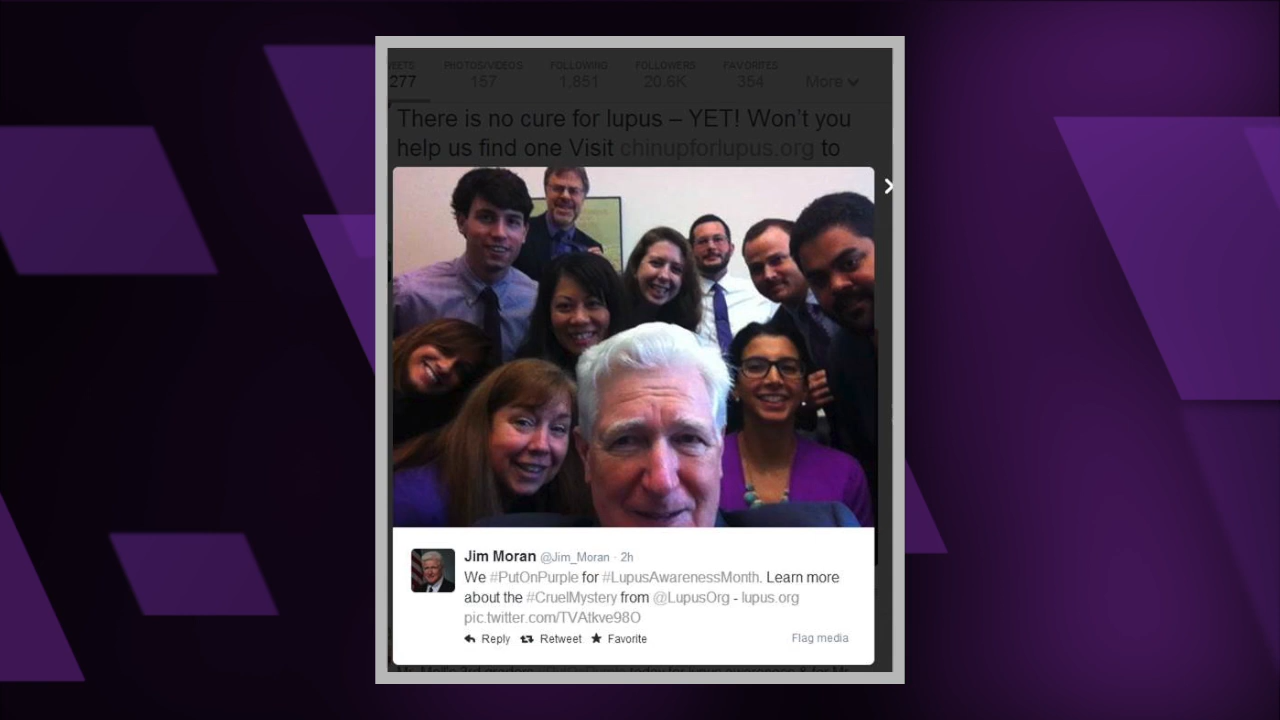 EETS PHOTOS/VIDEOS FOLLOWING FOLLOWERS FAVORITES
277 157 1,851 20.6K 354 More
There is no cure for lupus – YET! Won't you
help us find one Visit chinupforlupus.org to
Jim Moran @Jim_Moran · 2h
We #PutOnPurple for #LupusAwarenessMonth. Learn more
about the #CruelMystery from @LupusOrg - lupus.org
pic.twitter.com/TVAtkve98O
Reply Retweet Favorite Flag media